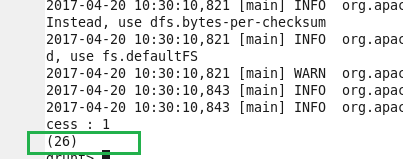 2017-04-20 10:30:10,821 [main] INFO org.apac
Instead, use dfs.bytes-per-checksum
2017-04-20 10:30:10,821 [main] INFO org.apac
d, use fs.defaultFS
2017-04-20 10:30:10,821 [main] WARN org.apac
2017-04-20 10:30:10,843 [main] INFO org.apac
2017-04-20 10:30:10,843 [main] INFO org.apac
cess : 1
(26)
grunt>